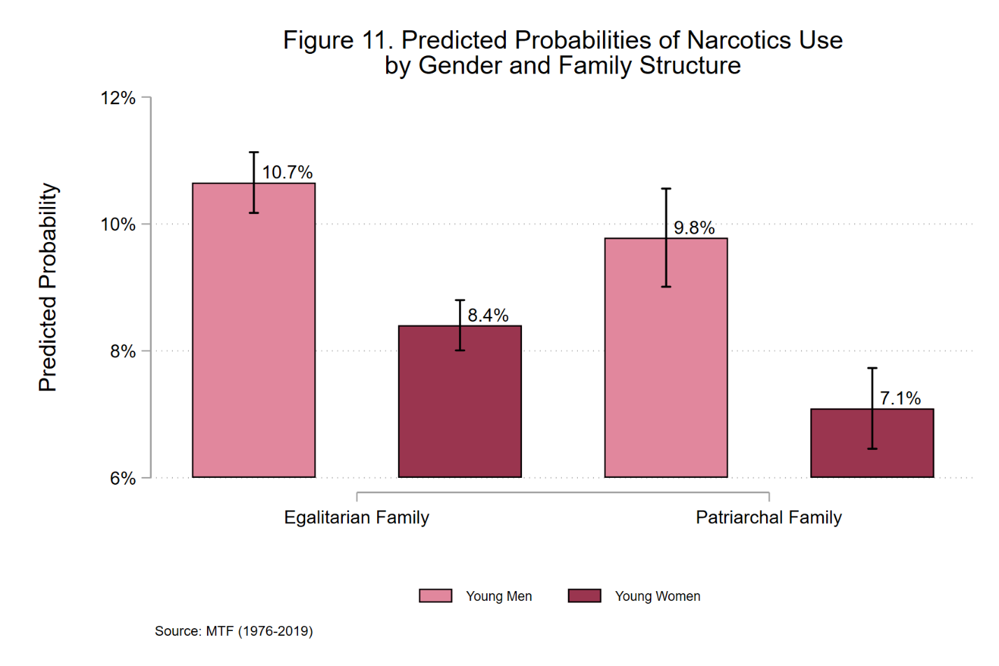 Figure 11. Predicted Probabilities of Narcotics Use
by Gender and Family Structure
Predicted Probability
12%
10%
8%
6%
10.7%
8.4%
9.8%
7.1%
Egalitarian Family
Patriarchal Family
Young Men
Young Women
Source: MTF (1976-2019)